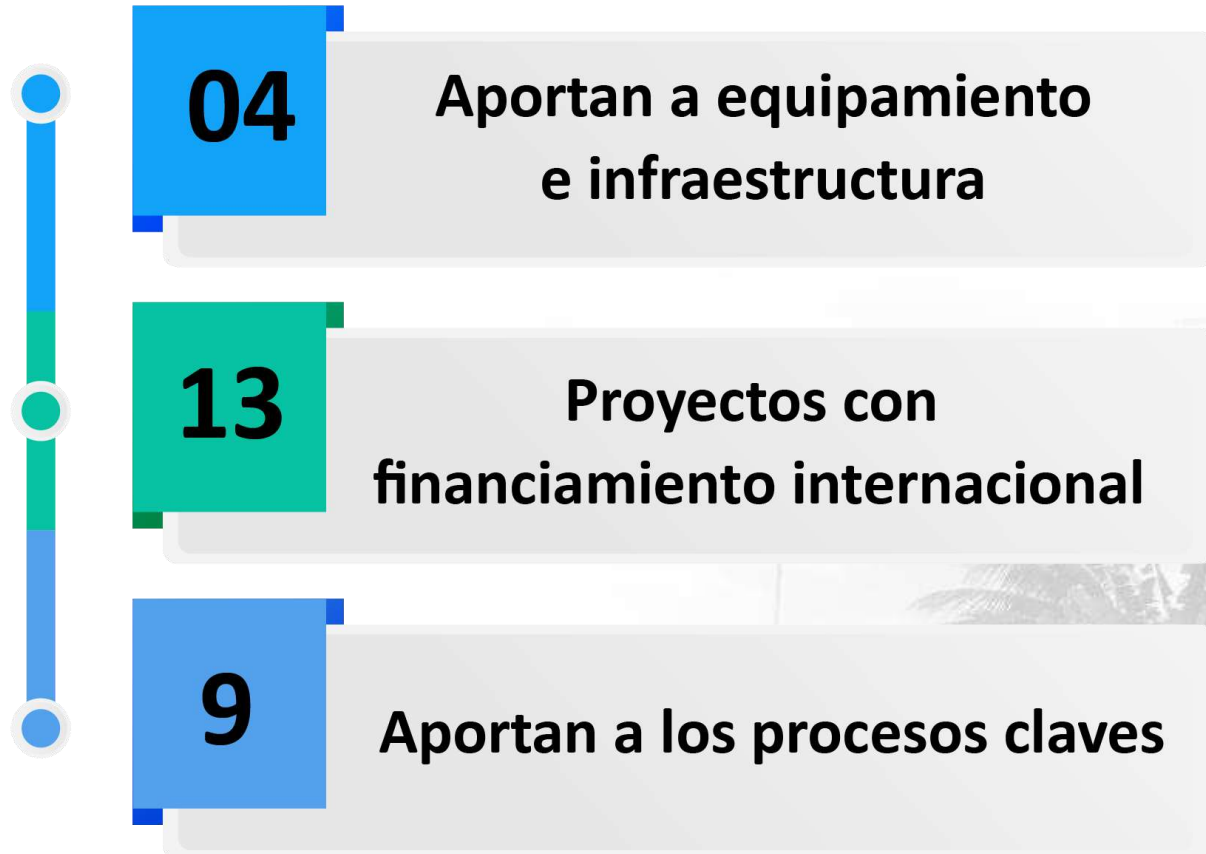 04
Aportan a equipamiento
e infraestructura
13
Proyectos con
financiamiento internacional
9
Aportan a los procesos claves